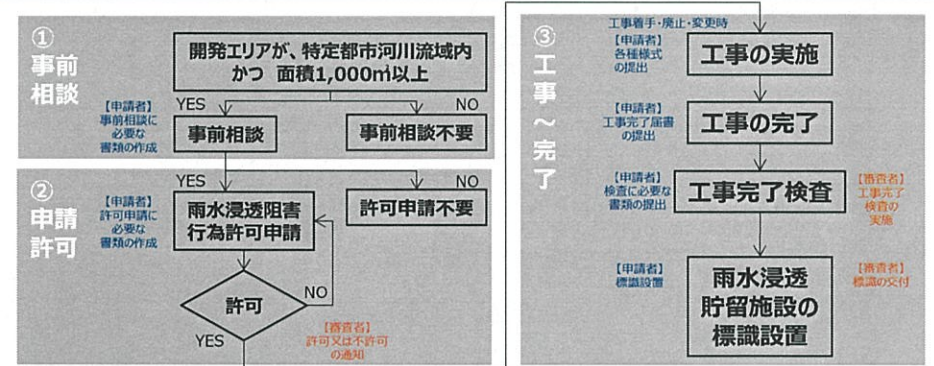 ①
事前
相談
開発エリアが、特定都市河川流域内
かつ 面積1,000㎡以上
【申請者】
事前相談に
必要な
書類の作成
YES
NO
事前相談
事前相談不要
②
申請
許可
【申請者】
許可申請に
必要な
書類の作成
YES
NO
雨水浸透阻害
行為許可申請
許可申請不要
許可
NO
YES
【審査者】
許可又は不許可
の通知
③
工事
~
完了
工事着手・廃止・変更時
【申請者】
各種様式
の提出
工事の実施
【申請者】
工事完了届書
の提出
工事の完了
【申請者】
検査に必要な
書類の提出
工事完了検査
【審査者】
工事完了
検査の
実施
【申請者】
標識設置
雨水浸透
貯留施設の
標識設置
【審査者】
標識の交付